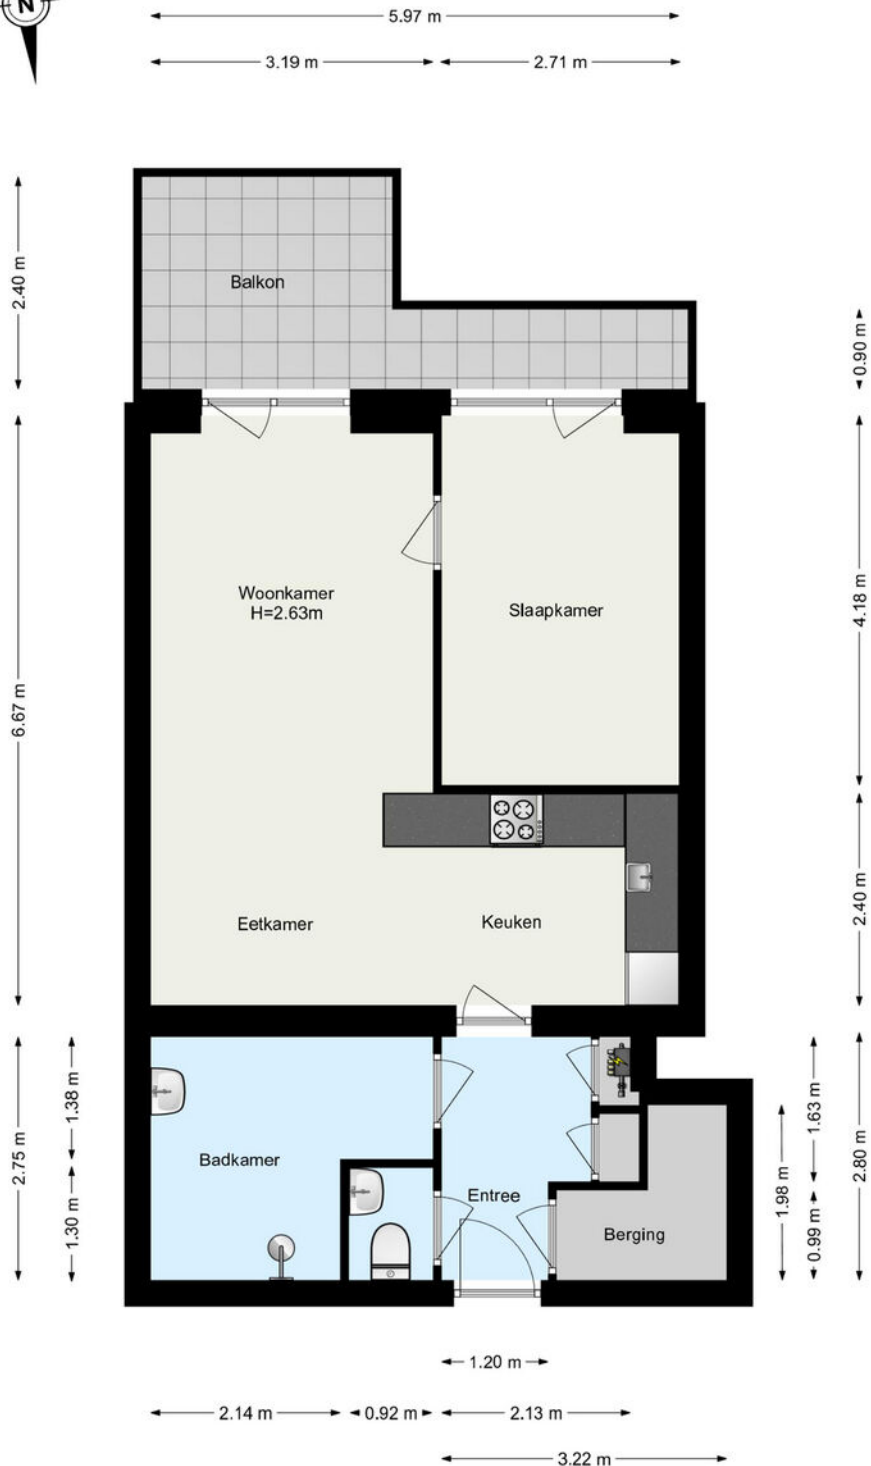 N
5.97 m
3.19 m
2.71 m
2.40 m
Balkon
0.90 m
Woonkamer
H=2.63m
Slaapkamer
4.18 m
6.67 m
Eetkamer
Keuken
2.40 m
2.75 m
1.38 m
1.30 m
Badkamer
Entree
Berging
1.98 m
1.63 m
0.99 m
2.80 m
1.20 m
2.14 m
0.92 m
2.13 m
3.22 m